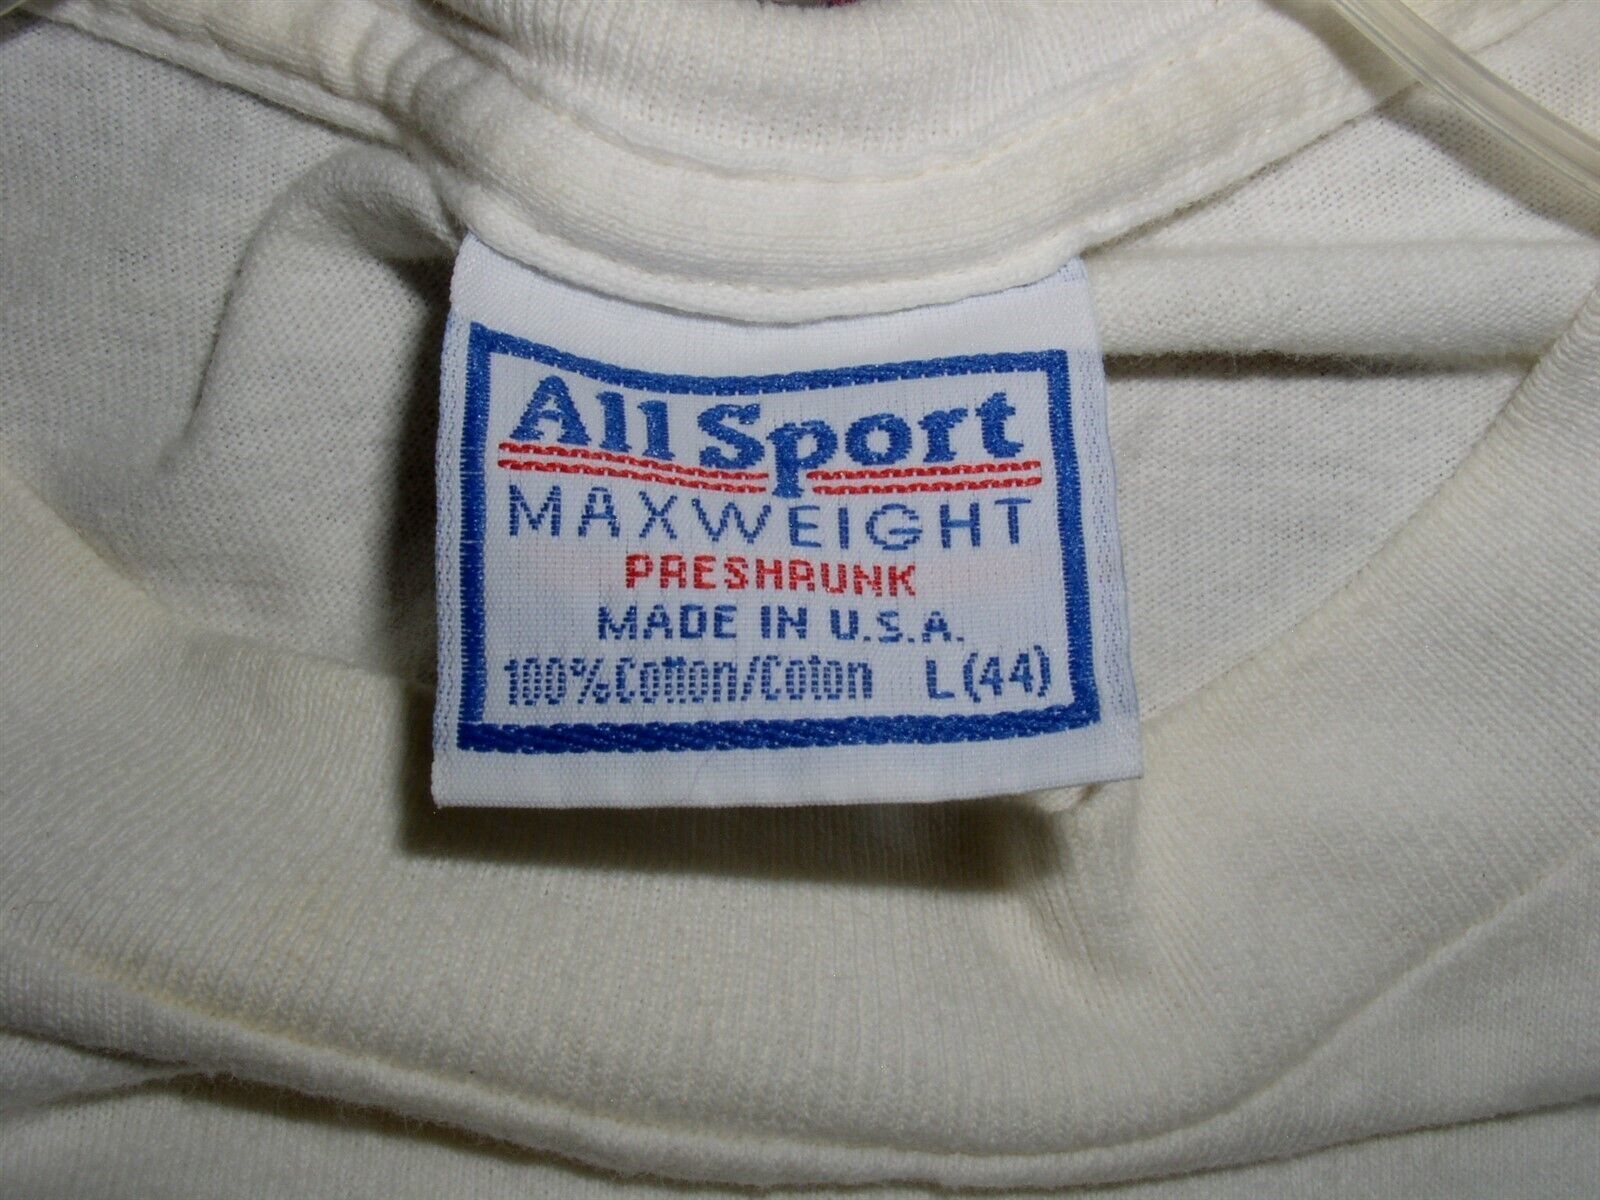 All Sport
MAXWEIGHT
PRESHRUNK
MADE IN U.S.A.
100% Cotton/Coton L(44)